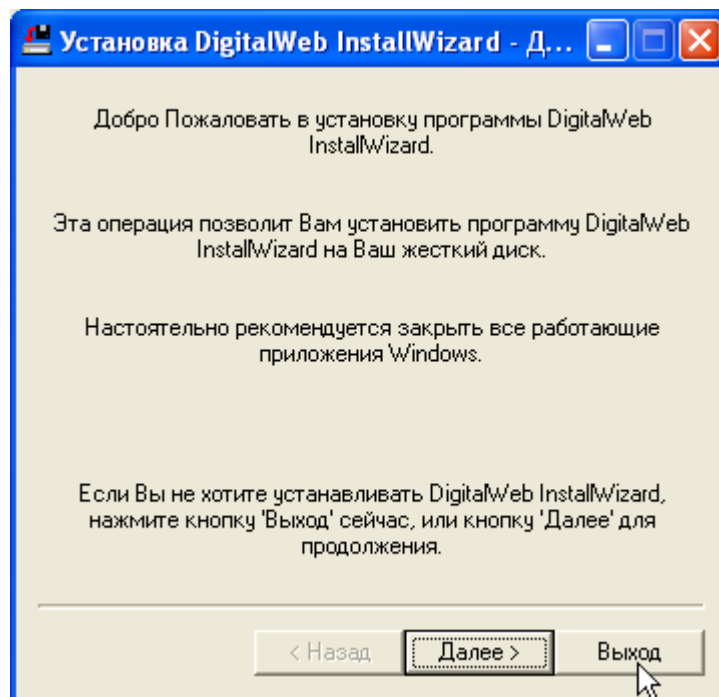 Установка DigitalWeb InstallWizard - Д...
Добро Пожаловать в установку программы DigitalWeb
InstallWizard.
Эта операция позволит Вам установить программу DigitalWeb
InstallWizard на Ваш жесткий диск.
Настоятельно рекомендуется закрыть все работающие
приложения Windows.
Если Вы не хотите устанавливать DigitalWeb InstallWizard,
нажмите кнопку 'Выход' сейчас, или кнопку 'Далее' для
продолжения.
< Назад Далее > Выход